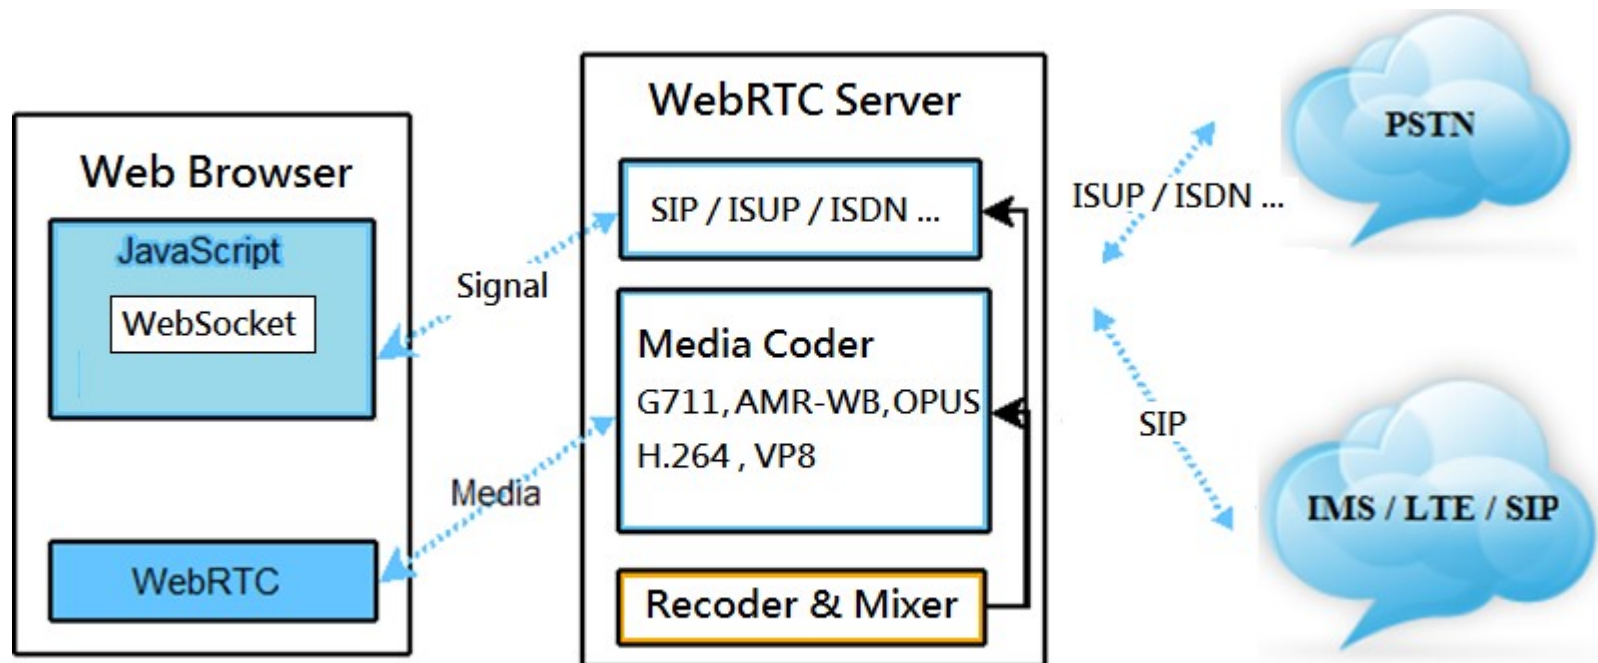 Web Browser
JavaScript
WebSocket
WebRTC
Signal
Media
WebRTC Server
SIP / ISUP / ISDN ...
Media Coder
G711, AMR-WB, OPUS
H.264 , VP8
Recoder & Mixer
ISUP / ISDN ...
SIP
PSTN
IMS / LTE / SIP